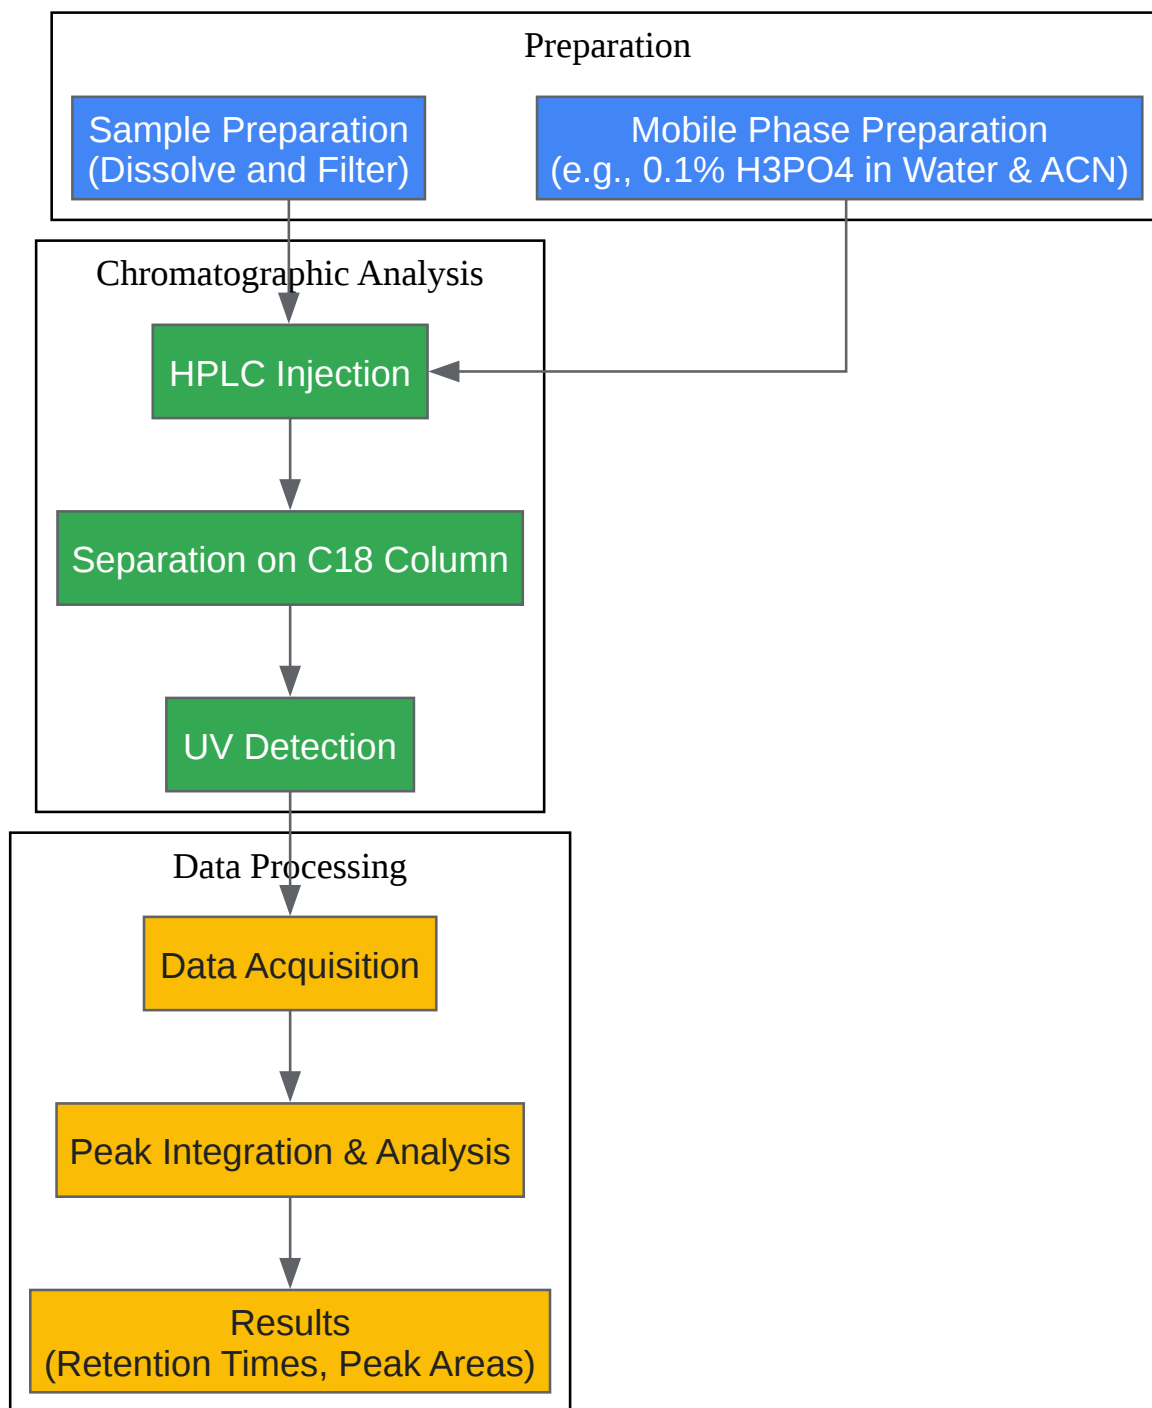 Preparation
Sample Preparation
(Dissolve and Filter)
Mobile Phase Preparation
(e.g., 0.1% H3PO4 in Water & ACN)
Chromatographic Analysis
HPLC Injection
Separation on C18 Column
UV Detection
Data Processing
Data Acquisition
Peak Integration & Analysis
Results
(Retention Times, Peak Areas)